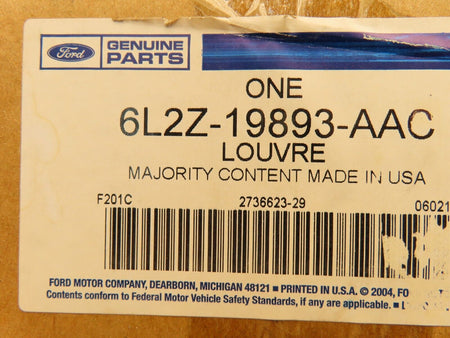 Ford GENUINE
PARTS
ONE
6L2Z-19893-AAC
LOUVRE
MAJORITY CONTENT MADE IN USA
F201C 2736623-29 06021
FORD MOTOR COMPANY, DEARBORN, MICHIGAN 48121 ■ PRINTED IN U.S.A. © 2004, FO
Contents conform to Federal Motor Vehicle Safety Standards, if any are applicable. ■